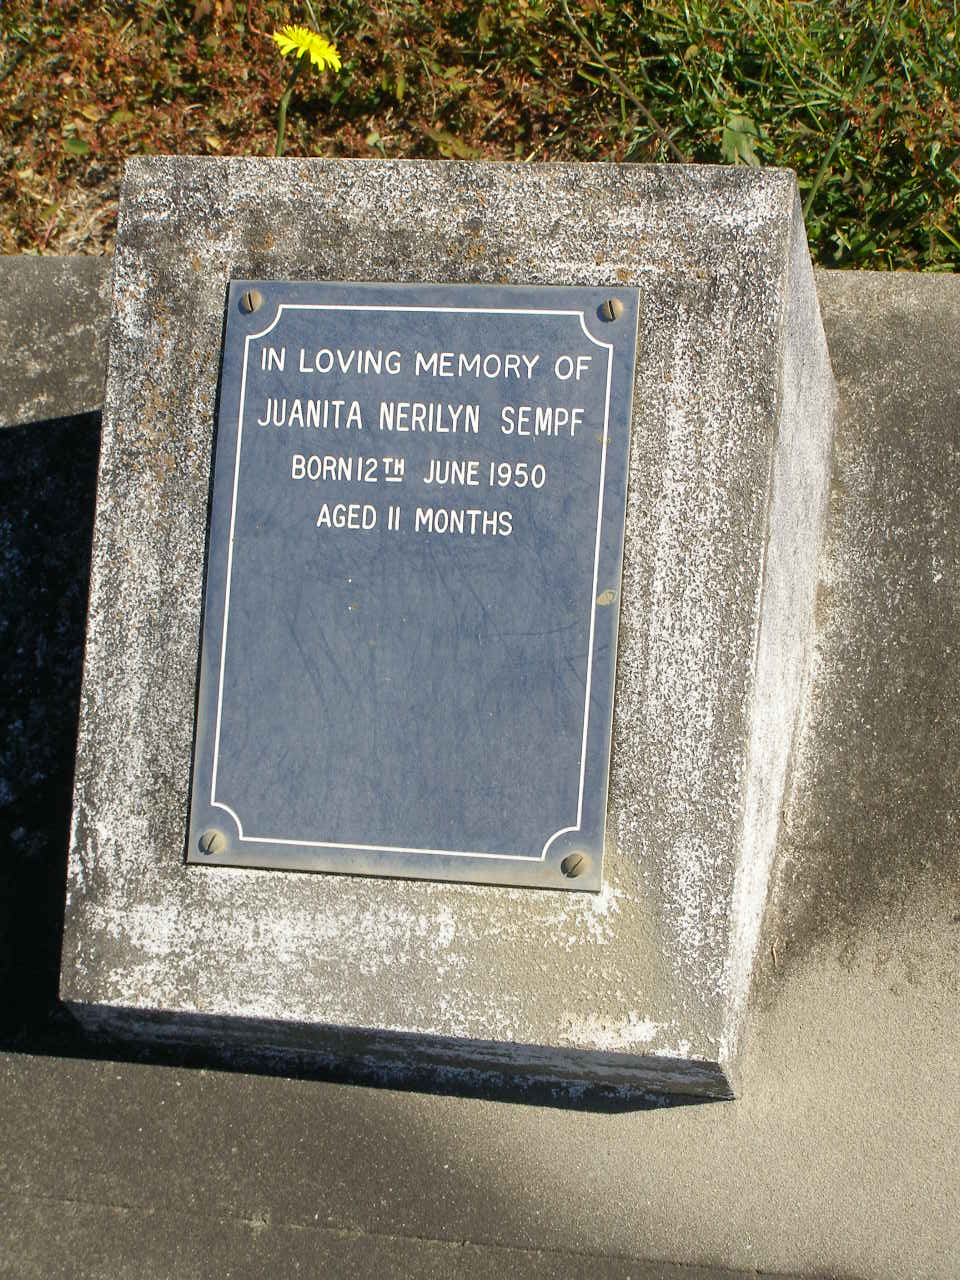 IN LOVING MEMORY OF
JUANITA NERILYN SEMPF
BORN 12TH JUNE 1950
AGED 11 MONTHS